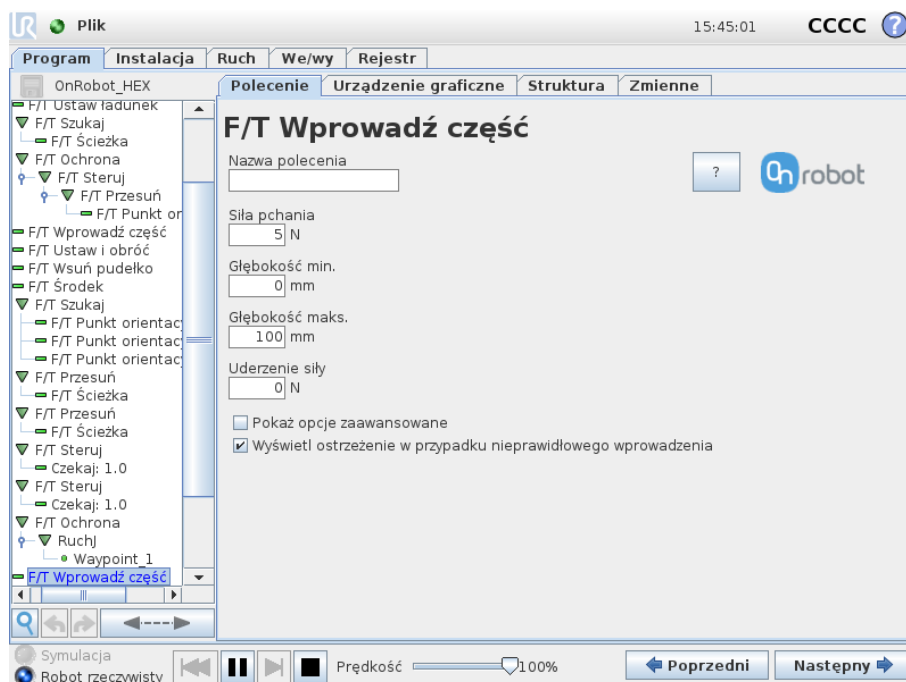 Plik
15:45:01
CCCC
?
Program Instalacja Ruch We/wy Rejestr
OnRobot_HEX
Polecenie Urządzenie graficzne Struktura Zmienne
F/T Ustaw ładunek
F/T Szukaj
F/T Ścieżka
F/T Ochrona
F/T Steruj
F/T Przesuń
F/T Punkt or
F/T Wprowadź część
F/T Ustaw i obróć
F/T Wsuń pudełko
F/T Środek
F/T Szukaj
F/T Punkt orientac
F/T Punkt orientac
F/T Punkt orientac
F/T Przesuń
F/T Ścieżka
F/T Przesuń
F/T Ścieżka
F/T Steruj
Czekaj: 1.0
F/T Steruj
Czekaj: 1.0
F/T Ochrona
RuchJ
Waypoint_1
F/T Wprowadź część
F/T Wprowadź część
Nazwa polecenia
?
On robot
Siła pchania
5 N
Głębokość min.
0 mm
Głębokość maks.
100 mm
Uderzenie siły
0 N
Pokaż opcje zaawansowane
Wyświetl ostrzeżenie w przypadku nieprawidłowego wprowadzenia
Symulacja
Robot rzeczywisty
Prędkość 100%
Poprzedni
Następny